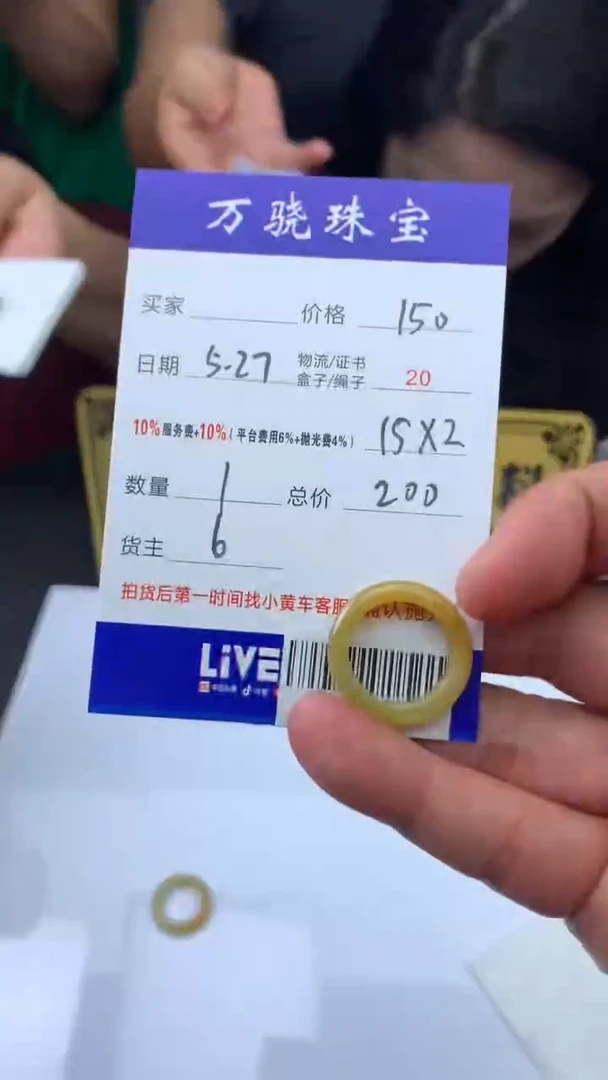 万骁珠宝
买家 价格 150
日期 5.27 物流/证书 盒子/绳子 20
10%服务费+10%（平台费用6%+抛光费4%） 15X2
数量 1 总价 200
货主 6
拍货后第一时间找小黄车客服
LIVE